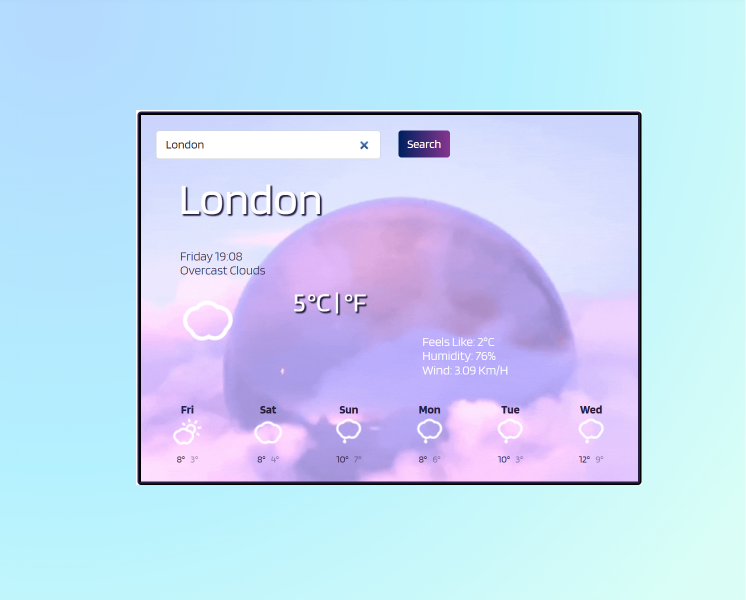 London
Search
London
Friday 19:08
Overcast Clouds
5°C | °F
Feels Like: 2°C
Humidity: 76%
Wind: 3.09 Km/H
Fri Sat Sun Mon Tue Wed
8° 3° 8° 4° 10° 7° 8° 6° 10° 3° 12° 9°